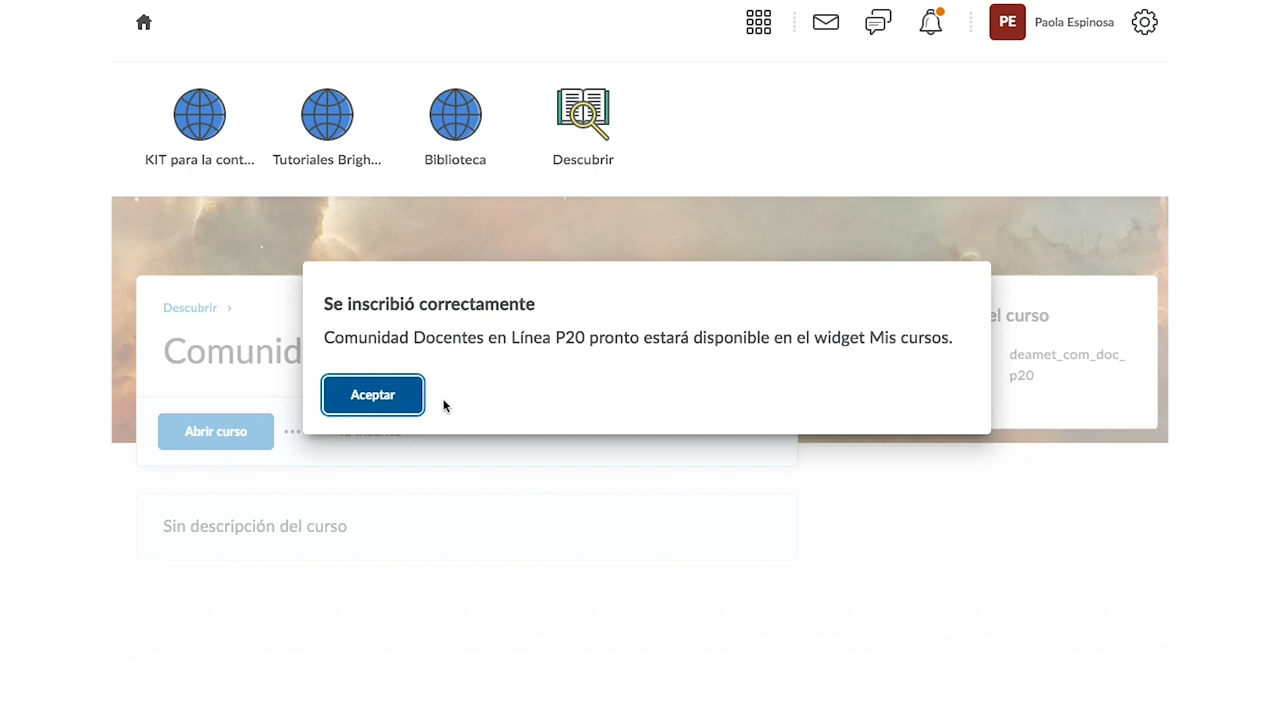 PE
Paola Espinosa
KIT para la cont...
Tutoriales Brigh...
Biblioteca
Descubrir
Descubrir ›
Comunid
Se inscribió correctamente
Comunidad Docentes en Línea P20 pronto estará disponible en el widget Mis cursos.
Aceptar
el curso
deamet_com_doc_
p20
Abrir curso
Sin descripción del curso